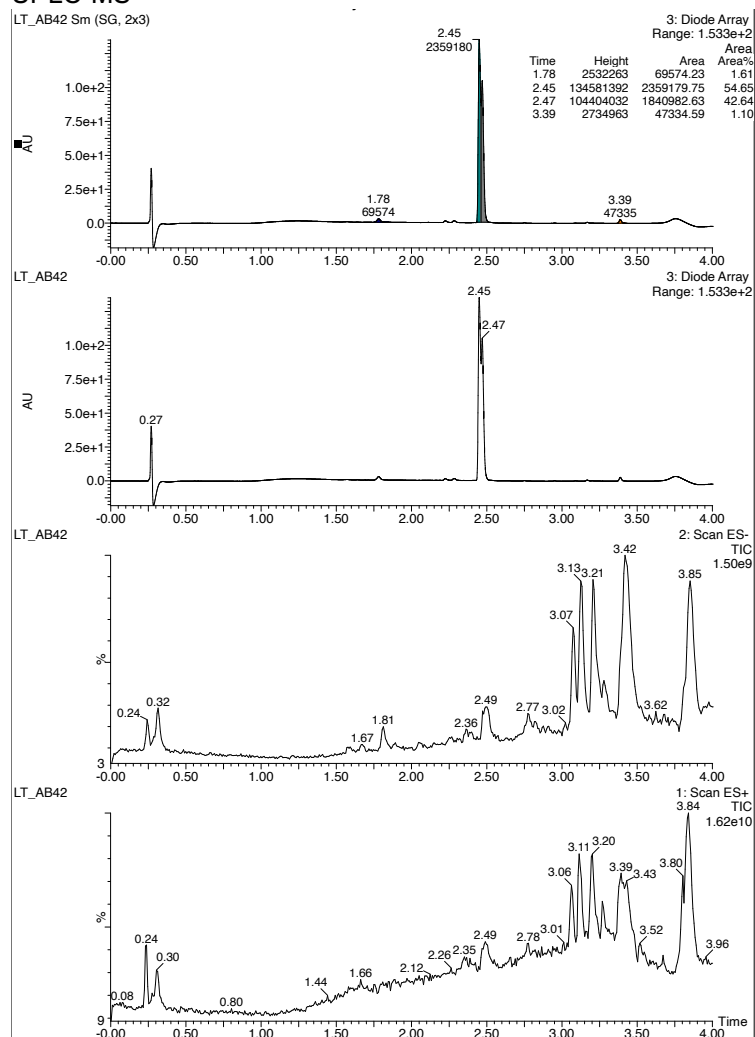 LT_AB42 Sm (SG, 2x3)
3: Diode Array
Range: 1.533e+2
Area
Time Height Area Area%
1.78 2532263 69574.23 1.61
2.45 134581392 2359179.75 54.65
2.47 104404032 1840982.63 42.64
3.39 2734963 47334.59 1.10
2.45
2359180
AU
1.0e+2
7.5e+1
5.0e+1
2.5e+1
0.0
1.78
69574
3.39
47335
-0.00 0.50 1.00 1.50 2.00 2.50 3.00 3.50 4.00
LT_AB42
3: Diode Array
Range: 1.533e+2
2.45
2.47
AU
1.0e+2
7.5e+1
5.0e+1
2.5e+1
0.0
0.27
-0.00 0.50 1.00 1.50 2.00 2.50 3.00 3.50 4.00
LT_AB42
2: Scan ES-
TIC
1.50e9
%
3
0.24 0.32 1.67 1.81 2.36 2.49 2.77 3.02 3.07 3.13 3.21 3.42 3.62 3.85
-0.00 0.50 1.00 1.50 2.00 2.50 3.00 3.50 4.00
LT_AB42
1: Scan ES+
TIC
1.62e10
%
9
0.08 0.24 0.30 0.80 1.44 1.66 2.12 2.26 2.35 2.49 2.78 3.01 3.06 3.11 3.20 3.39 3.43 3.52 3.80 3.84 3.96
Time
-0.00 0.50 1.00 1.50 2.00 2.50 3.00 3.50 4.00